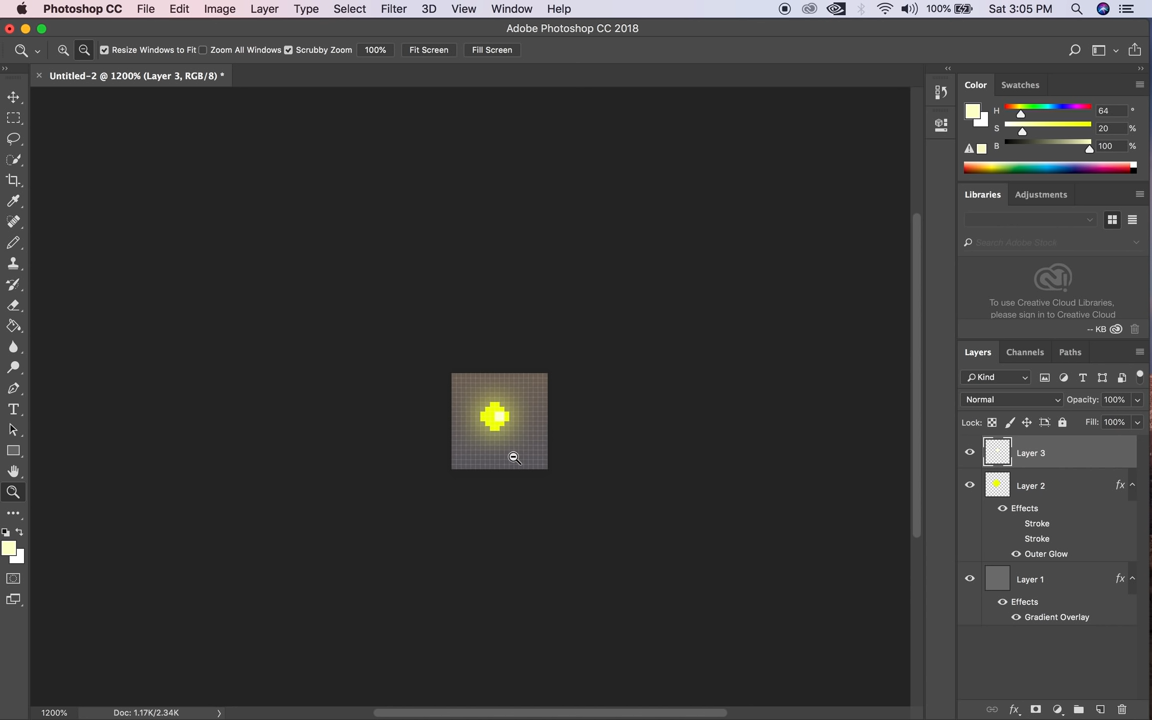 Photoshop CC File Edit Image Layer Type Select Filter 3D View Window Help 100% Sat 3:05 PM
Adobe Photoshop CC 2018
Resize Windows to Fit Zoom All Windows Scrubby Zoom 100% Fit Screen Fill Screen
× Untitled-2 @ 1200% (Layer 3, RGB/8) *
Color Swatches
H 64 °
S 20 %
B 100 %
Libraries Adjustments
Search Adobe Stock
To use Creative Cloud Libraries,
please sign in to Creative Cloud
-- KB
Layers Channels Paths
Kind
Normal Opacity: 100%
Lock: Fill: 100%
Layer 3
Layer 2 fx
Effects
Stroke
Stroke
Outer Glow
Layer 1 fx
Effects
Gradient Overlay
1200% Doc: 1.17K/2.34K
fx